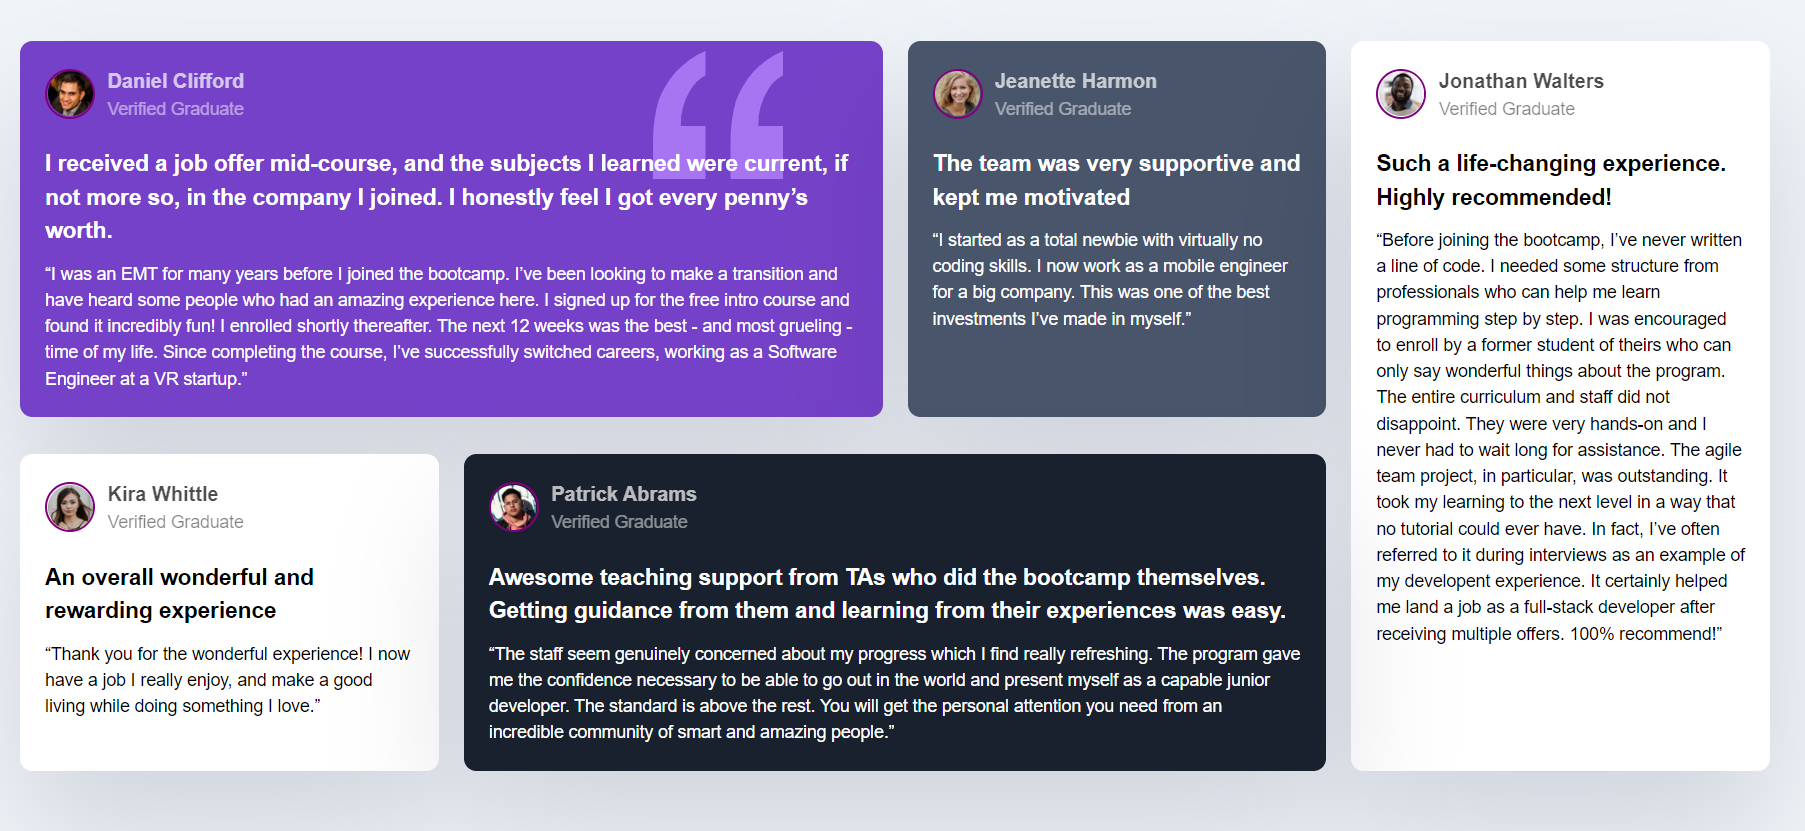 Daniel Clifford
Verified Graduate
I received a job offer mid-course, and the subjects I learned were current, if
not more so, in the company I joined. I honestly feel I got every penny’s
worth.
“I was an EMT for many years before I joined the bootcamp. I’ve been looking to make a transition and
have heard some people who had an amazing experience here. I signed up for the free intro course and
found it incredibly fun! I enrolled shortly thereafter. The next 12 weeks was the best - and most grueling -
time of my life. Since completing the course, I’ve successfully switched careers, working as a Software
Engineer at a VR startup.”
Jeanette Harmon
Verified Graduate
The team was very supportive and
kept me motivated
“I started as a total newbie with virtually no
coding skills. I now work as a mobile engineer
for a big company. This was one of the best
investments I’ve made in myself.”
Jonathan Walters
Verified Graduate
Such a life-changing experience.
Highly recommended!
“Before joining the bootcamp, I’ve never written
a line of code. I needed some structure from
professionals who can help me learn
programming step by step. I was encouraged
to enroll by a former student of theirs who can
only say wonderful things about the program.
The entire curriculum and staff did not
disappoint. They were very hands-on and I
never had to wait long for assistance. The agile
team project, in particular, was outstanding. It
took my learning to the next level in a way that
no tutorial could ever have. In fact, I’ve often
referred to it during interviews as an example of
my developent experience. It certainly helped
me land a job as a full-stack developer after
receiving multiple offers. 100% recommend!”
Kira Whittle
Verified Graduate
An overall wonderful and
rewarding experience
“Thank you for the wonderful experience! I now
have a job I really enjoy, and make a good
living while doing something I love.”
Patrick Abrams
Verified Graduate
Awesome teaching support from TAs who did the bootcamp themselves.
Getting guidance from them and learning from their experiences was easy.
“The staff seem genuinely concerned about my progress which I find really refreshing. The program gave
me the confidence necessary to be able to go out in the world and present myself as a capable junior
developer. The standard is above the rest. You will get the personal attention you need from an
incredible community of smart and amazing people.”